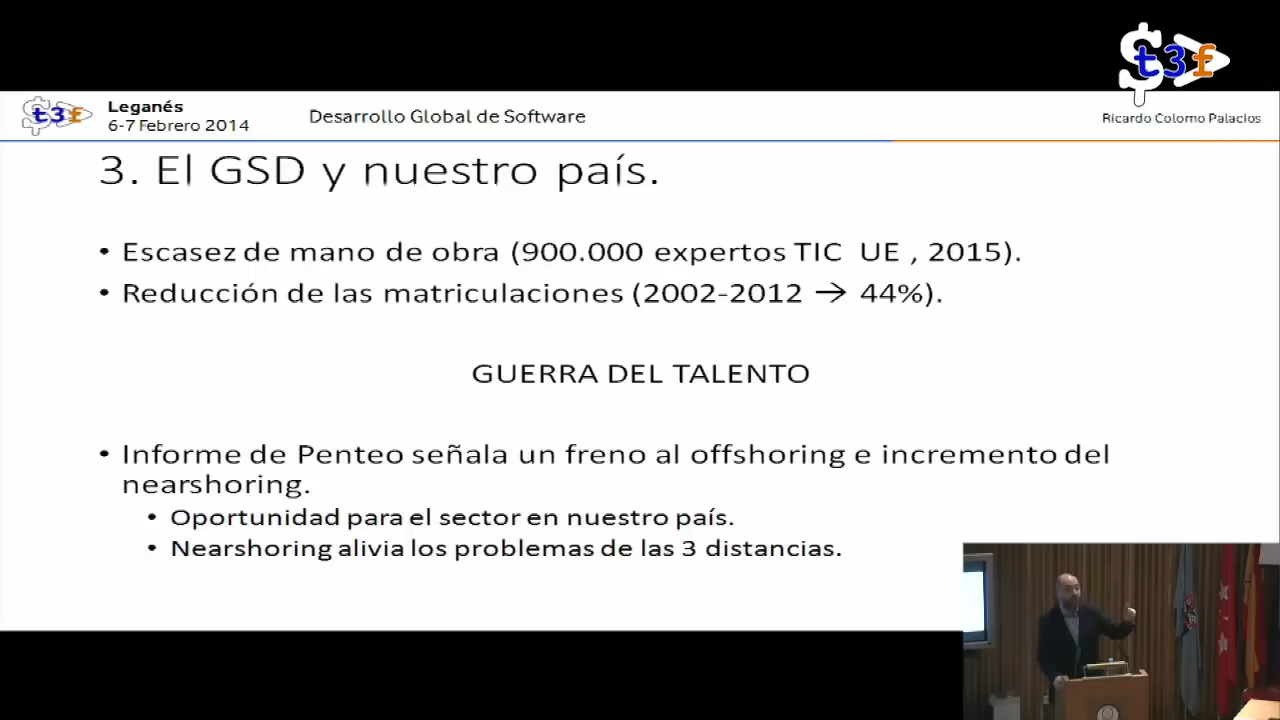 t3f
t3f
Leganés
6-7 Febrero 2014
Desarrollo Global de Software
Ricardo Colomo Palacios
3. El GSD y nuestro país.
• Escasez de mano de obra (900.000 expertos TIC UE , 2015).
• Reducción de las matriculaciones (2002-2012 → 44%).
GUERRA DEL TALENTO
• Informe de Penteo señala un freno al offshoring e incremento del
nearshoring.
• Oportunidad para el sector en nuestro país.
• Nearshoring alivia los problemas de las 3 distancias.